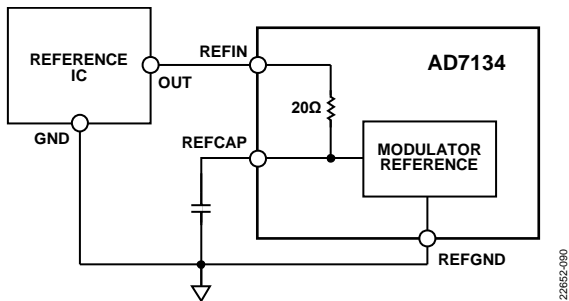 REFERENCE
IC
OUT
GND
REFIN
REFCAP
20Ω
AD7134
MODULATOR
REFERENCE
REFGND
22652-090